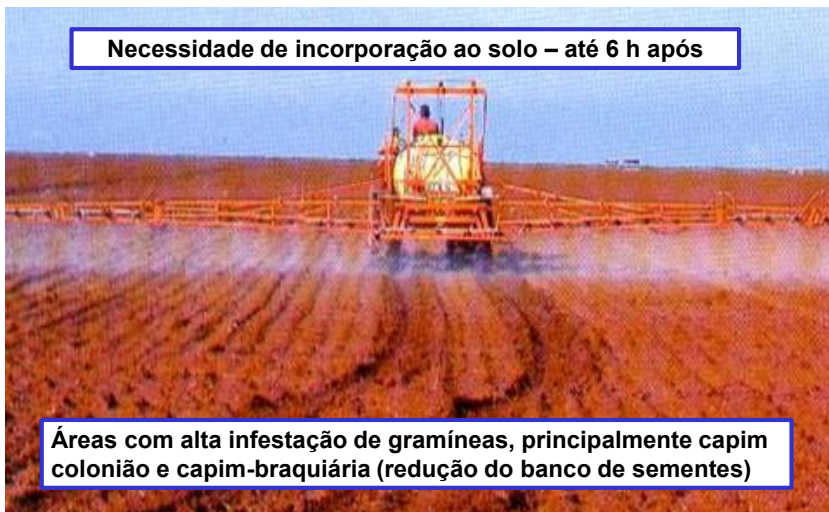 Necessidade de incorporação ao solo – até 6 h após
Áreas com alta infestação de gramíneas, principalmente capim
colonião e capim-braquiária (redução do banco de sementes)